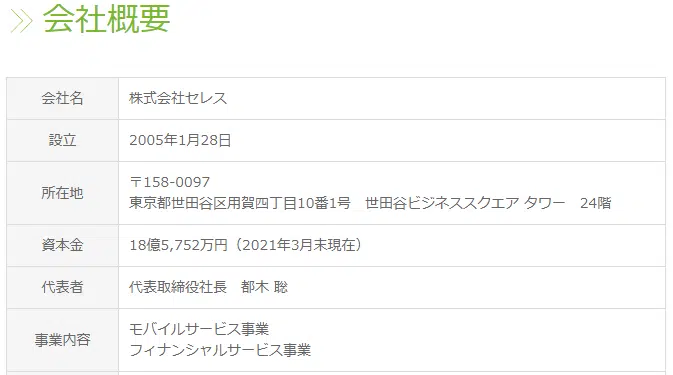 会社概要
会社名 株式会社セレス
設立 2005年1月28日
所在地 〒158-0097
東京都世田谷区用賀四丁目10番1号　世田谷ビジネススクエア タワー　24階
資本金 18億5,752万円（2021年3月末現在）
代表者 代表取締役社長　都木 聡
事業内容 モバイルサービス事業
フィナンシャルサービス事業